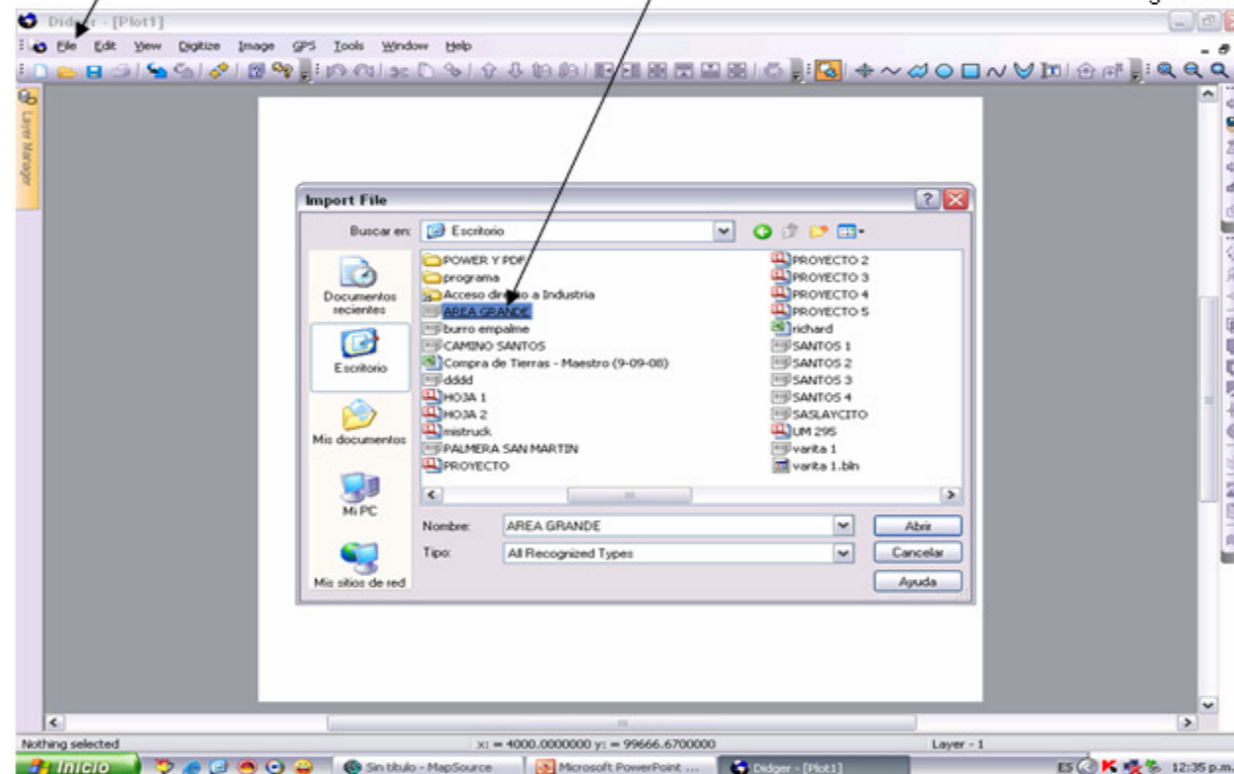 Didger - [Plot1]
File Edit View Digitize Image GPS Tools Window Help
Layer Manager
Import File
Buscar en: Escritorio
Documentos recientes
Escritorio
Mis documentos
Mi PC
Mis sitios de red
POWER Y PDF
programa
Acceso directo a Industria
AREA GRANDE
burro empalme
CAMINO SANTOS
Compra de Tierras - Maestro (9-09-08)
dddd
HOJA 1
HOJA 2
mistruck
PALMERA SAN MARTIN
PROYECTO
PROYECTO 2
PROYECTO 3
PROYECTO 4
PROYECTO 5
richard
SANTOS 1
SANTOS 2
SANTOS 3
SANTOS 4
SASLAYCITO
UM 295
varita 1
varita 1.bln
Nombre: AREA GRANDE Abrir
Tipo: All Recognized Types Cancelar
Ayuda
Nothing selected x: = 4000.0000000 y: = 99666.6700000 Layer - 1
Inicio Sin título - MapSource Microsoft PowerPoint ... Didger - [Plot1] ES 12:35 p.m.